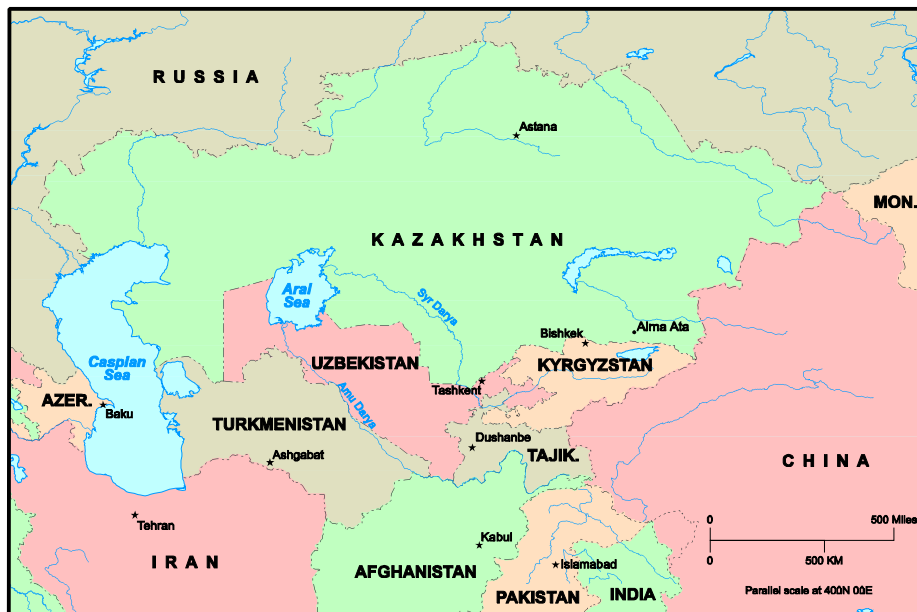 RUSSIA
Astana
MON.
KAZAKHSTAN
Aral
Sea
Syr Darya
Alma Ata
Bishkek
Caspian
Sea
UZBEKISTAN
KYRGYZSTAN
Tashkent
AZER.
Baku
Amu Darya
TURKMENISTAN
Dushanbe
TAJIK.
Ashgabat
CHINA
Tehran
0
500 Miles
0
500 KM
Kabul
IRAN
AFGHANISTAN
Islamabad
PAKISTAN
INDIA
Parallel scale at 400N 00E